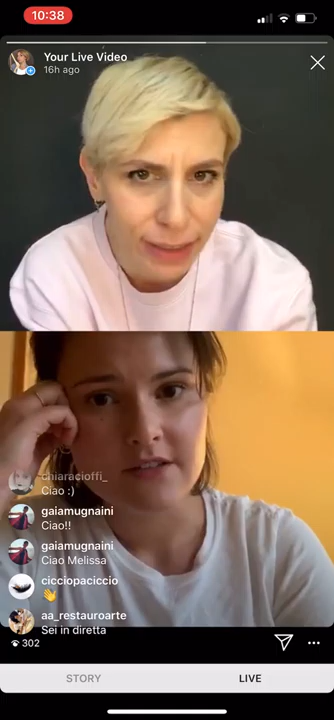 10:38
Your Live Video
16h ago
chiaracioffi_
Ciao :)
gaiamugnaini
Ciao!!
gaiamugnaini
Ciao Melissa
cicciopaciccio
👋
aa_restauroarte
Sei in diretta
302
STORY
LIVE